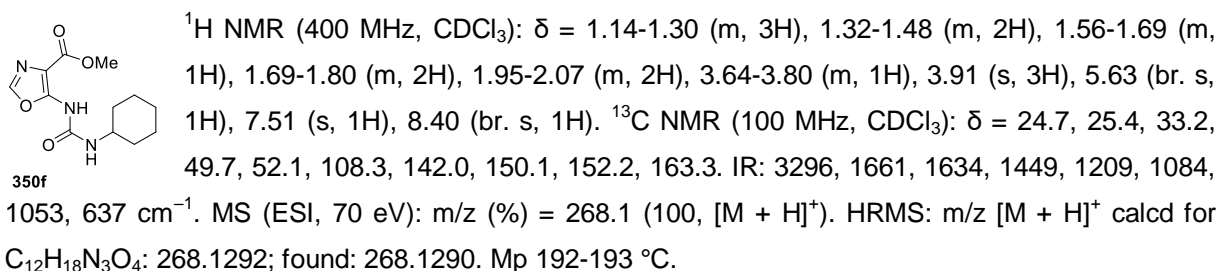 ¹H NMR (400 MHz, CDCl₃): δ = 1.14-1.30 (m, 3H), 1.32-1.48 (m, 2H), 1.56-1.69 (m,
1H), 1.69-1.80 (m, 2H), 1.95-2.07 (m, 2H), 3.64-3.80 (m, 1H), 3.91 (s, 3H), 5.63 (br. s,
1H), 7.51 (s, 1H), 8.40 (br. s, 1H). ¹³C NMR (100 MHz, CDCl₃): δ = 24.7, 25.4, 33.2,
49.7, 52.1, 108.3, 142.0, 150.1, 152.2, 163.3. IR: 3296, 1661, 1634, 1449, 1209, 1084,
1053, 637 cm⁻¹. MS (ESI, 70 eV): m/z (%) = 268.1 (100, [M + H]⁺). HRMS: m/z [M + H]⁺ calcd for
C₁₂H₁₈N₃O₄: 268.1292; found: 268.1290. Mp 192-193 °C.
O
OMe
N
O
NH
O
N
H
350f